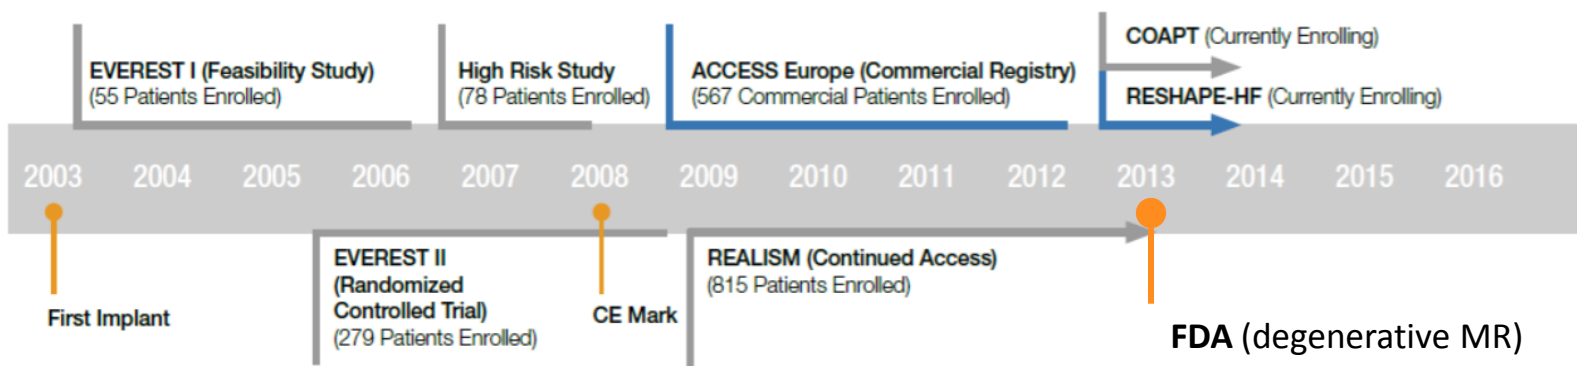 EVEREST I (Feasibility Study)
(55 Patients Enrolled)
High Risk Study
(78 Patients Enrolled)
ACCESS Europe (Commercial Registry)
(567 Commercial Patients Enrolled)
COAPT (Currently Enrolling)
RESHAPE-HF (Currently Enrolling)
2003 2004 2005 2006 2007 2008 2009 2010 2011 2012 2013 2014 2015 2016
First Implant
EVEREST II
(Randomized
Controlled Trial)
(279 Patients Enrolled)
CE Mark
REALISM (Continued Access)
(815 Patients Enrolled)
FDA (degenerative MR)